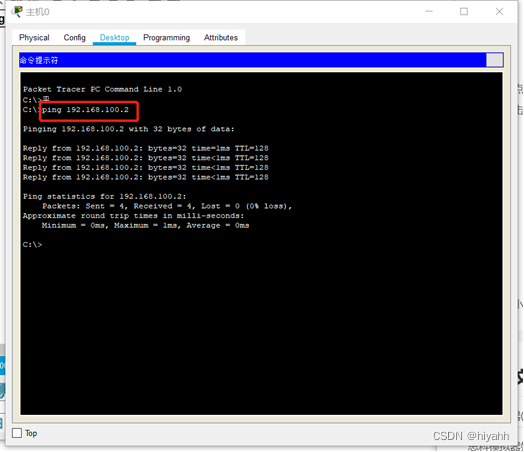 主机0
Physical Config Desktop Programming Attributes
命令提示符
Packet Tracer PC Command Line 1.0
C:\>平
C:\>ping 192.168.100.2
Pinging 192.168.100.2 with 32 bytes of data:
Reply from 192.168.100.2: bytes=32 time=1ms TTL=128
Reply from 192.168.100.2: bytes=32 time<1ms TTL=128
Reply from 192.168.100.2: bytes=32 time<1ms TTL=128
Reply from 192.168.100.2: bytes=32 time<1ms TTL=128
Ping statistics for 192.168.100.2:
Packets: Sent = 4, Received = 4, Lost = 0 (0% loss),
Approximate round trip times in milli-seconds:
Minimum = 0ms, Maximum = 1ms, Average = 0ms
C:\>
Top
CSDN @hiyahh